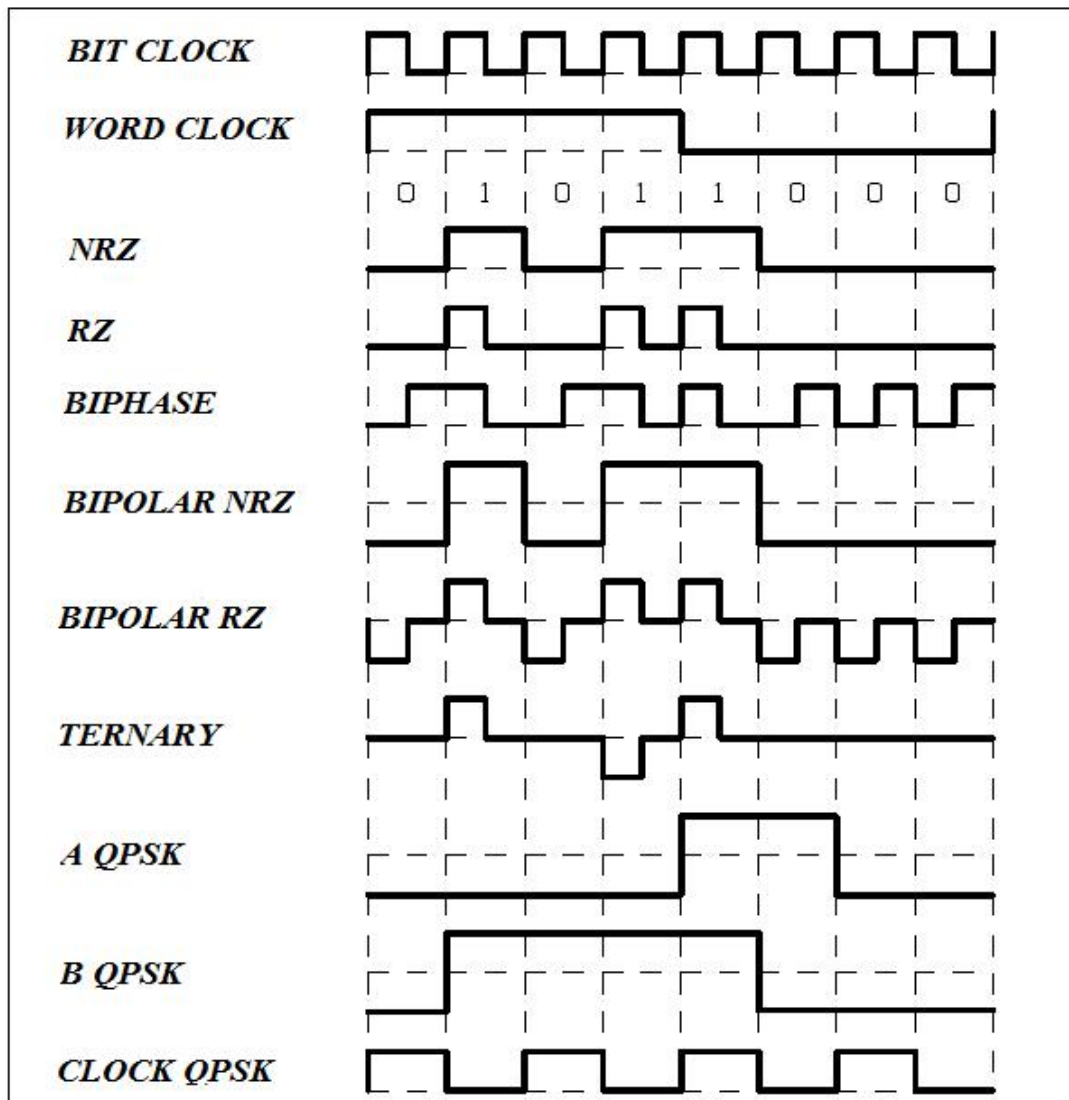 BIT CLOCK
WORD CLOCK
0 1 0 1 1 0 0 0
NRZ
RZ
BIPHASE
BIPOLAR NRZ
BIPOLAR RZ
TERNARY
A QPSK
B QPSK
CLOCK QPSK